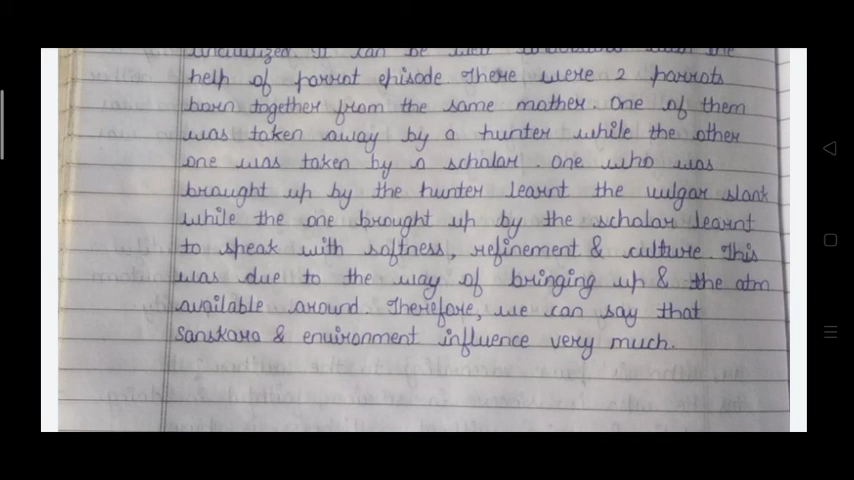 help of parrot episode. There were 2 parrots
born together from the same mother. One of them
was taken away by a hunter while the other
one was taken by a scholar. One who was
brought up by the hunter learnt the vulgar slank
while the one brought up by the scholar learnt
to speak with softness, refinement & culture. This
was due to the way of bringing up & the atm
available around. Therefore, we can say that
Sanskara & environment influence very much.